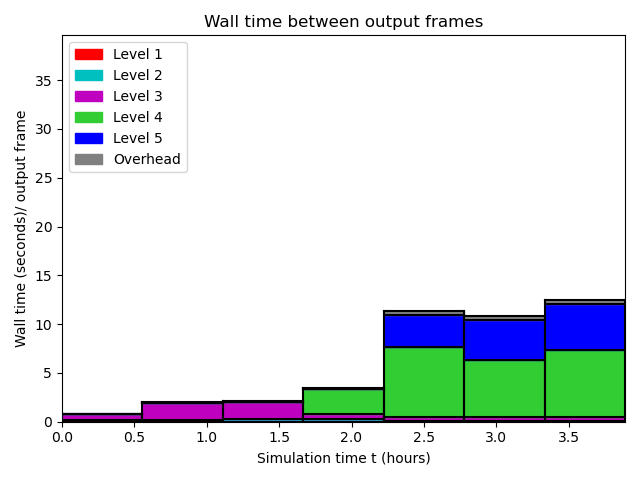 Wall time between output frames
Wall time (seconds)/ output frame
35
30
25
20
15
10
5
0
Level 1
Level 2
Level 3
Level 4
Level 5
Overhead
0.0 0.5 1.0 1.5 2.0 2.5 3.0 3.5
Simulation time t (hours)